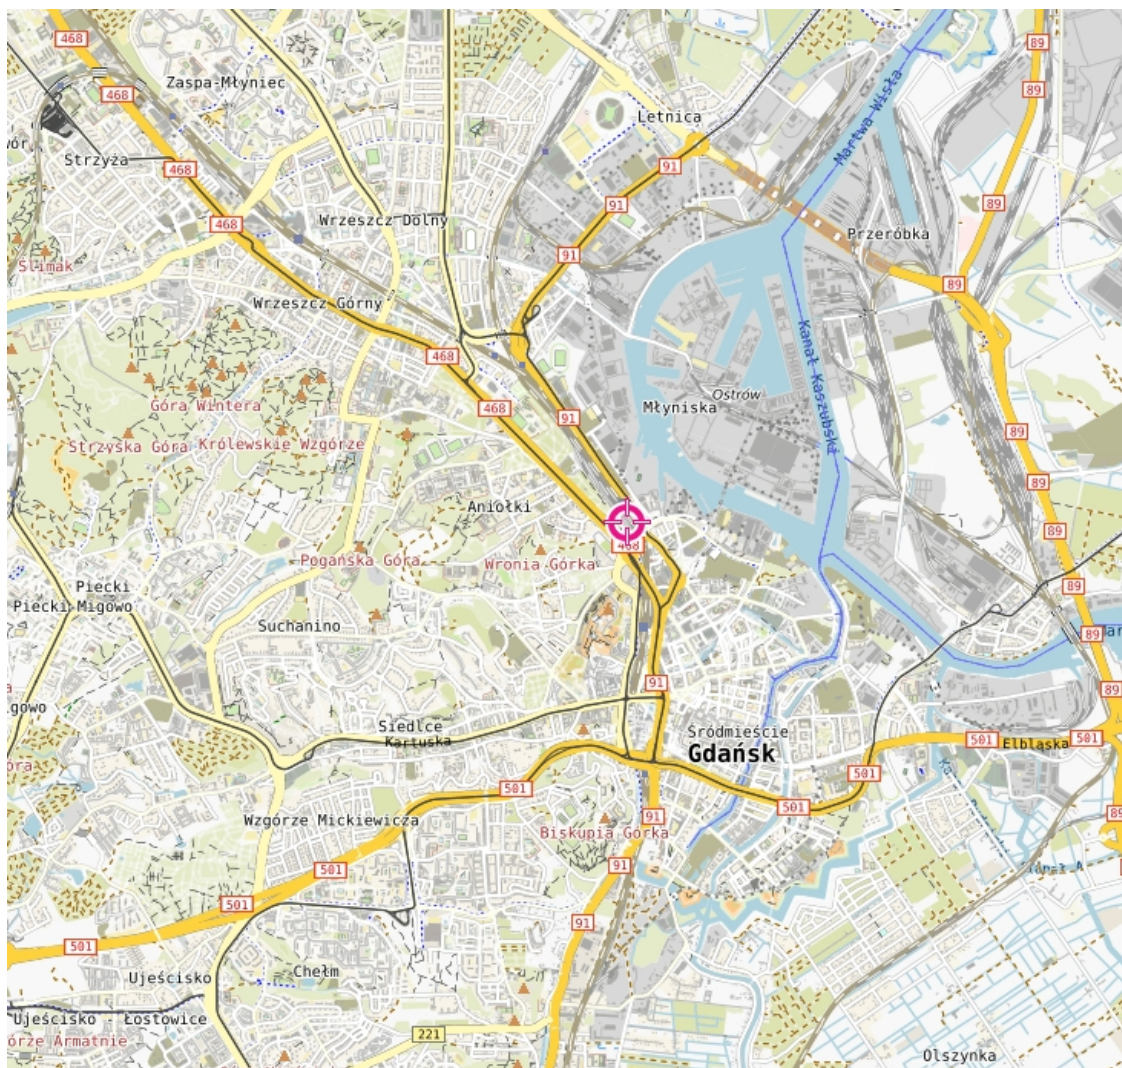 468
89
Zaspa-Młyniec
468
89
Letnica
Martwa Wisła
Strzyża
468
91
91
89
468
Wrzeszcz Dolny
Przeróbka
91
Ślimak
89
Wrzeszcz Górny
468
Kanał Kaszubski
Ostrów
Góra Wintera
468
Młyniska
91
89
Strzyska Góra
Królewskie Wzgórze
89
Aniołki
89
468
Pogańska Góra
Wronia Górka
Piecki
89
Piecki Migowo
Suchanino
89
91
89
Siedlce
Kartuska
Śródmieście
Gdańsk
501
Elbląska
501
501
501
501
89
Wzgórze Mickiewicza
91
Biskupia Górka
501
91
501
91
501
Ujeścisko
Chełm
Ujeścisko
Łostowice
221
Olszynka